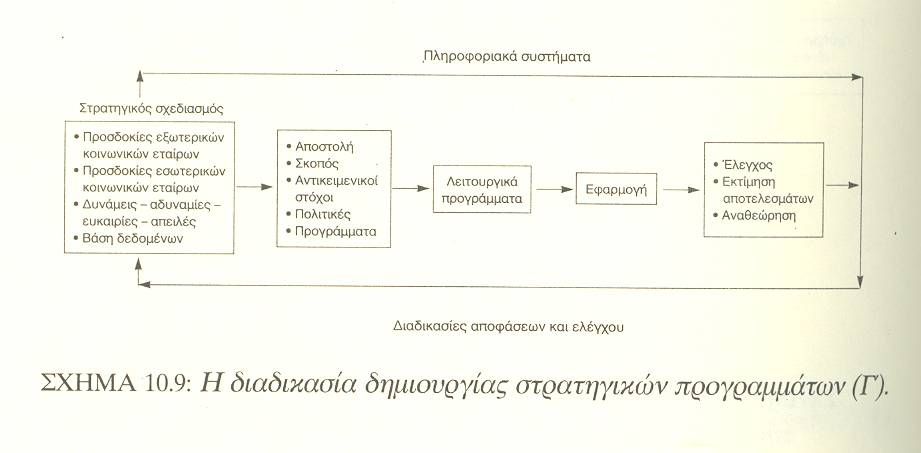 Πληροφοριακά συστήματα
Στρατηγικός σχεδιασμός
• Προσδοκίες εξωτερικών
κοινωνικών εταίρων
• Προσδοκίες εσωτερικών
κοινωνικών εταίρων
• Δυνάμεις – αδυναμίες –
ευκαιρίες – απειλές
• Βάση δεδομένων
• Αποστολή
• Σκοπός
• Αντικειμενικοί
στόχοι
• Πολιτικές
• Προγράμματα
Λειτουργικά
προγράμματα
Εφαρμογή
• Έλεγχος
• Εκτίμηση
αποτελεσμάτων
• Αναθεώρηση
Διαδικασίες αποφάσεων και ελέγχου
ΣΧΗΜΑ 10.9: Η διαδικασία δημιουργίας στρατηγικών προγραμμάτων (Γ).